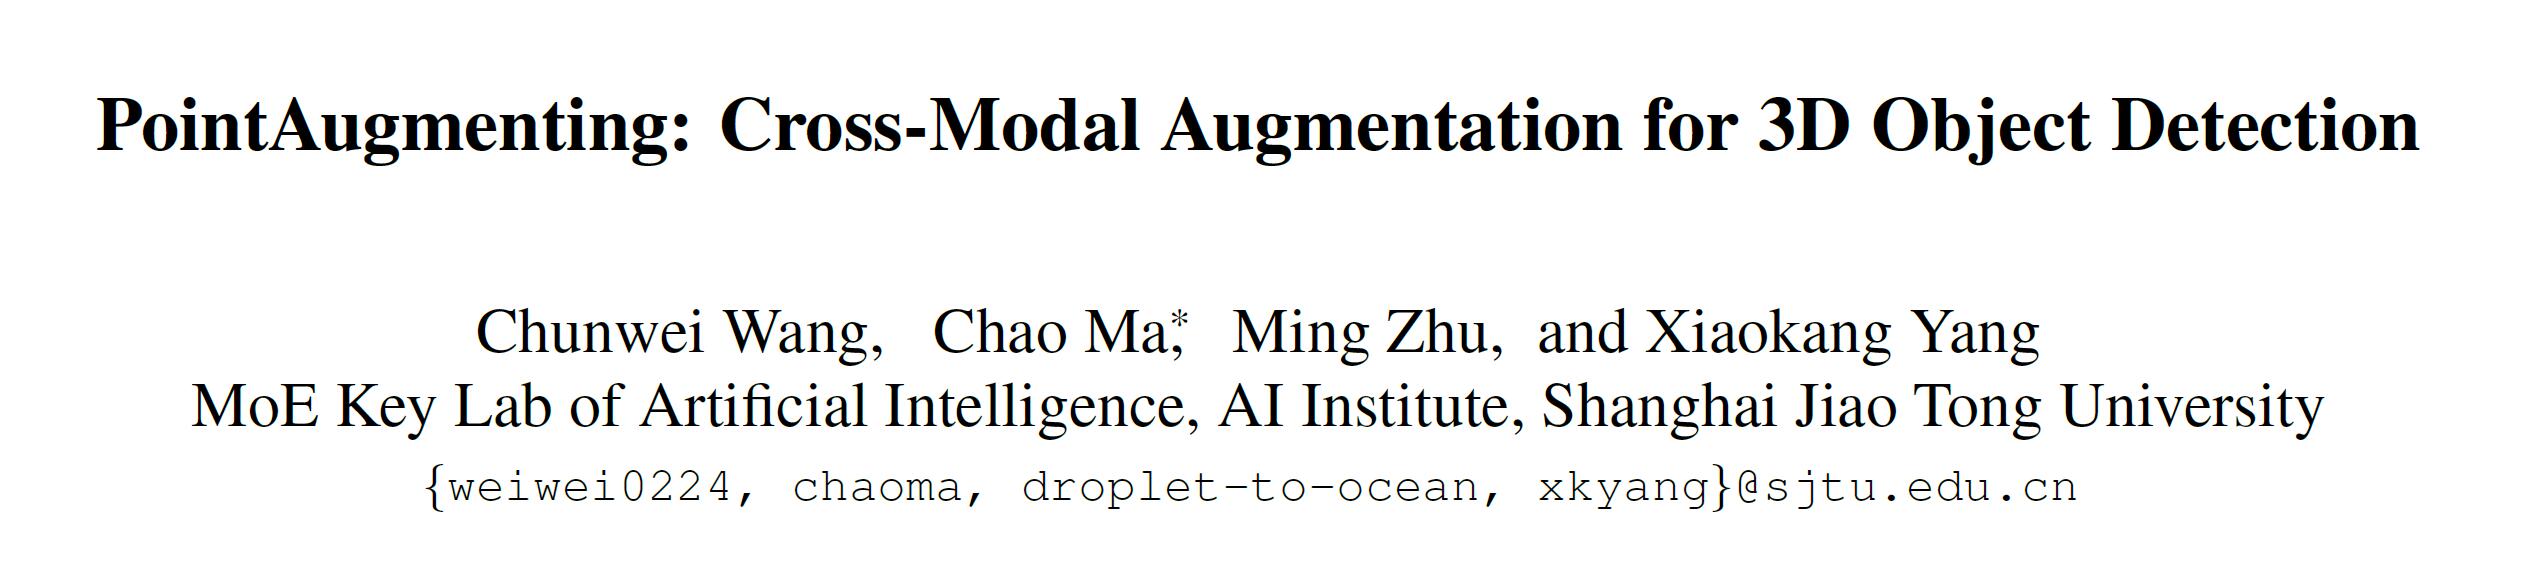 PointAugmenting: Cross-Modal Augmentation for 3D Object Detection
Chunwei Wang, Chao Ma*, Ming Zhu, and Xiaokang Yang
MoE Key Lab of Artificial Intelligence, AI Institute, Shanghai Jiao Tong University
{weiwei0224, chaoma, droplet-to-ocean, xkyang}@sjtu.edu.cn